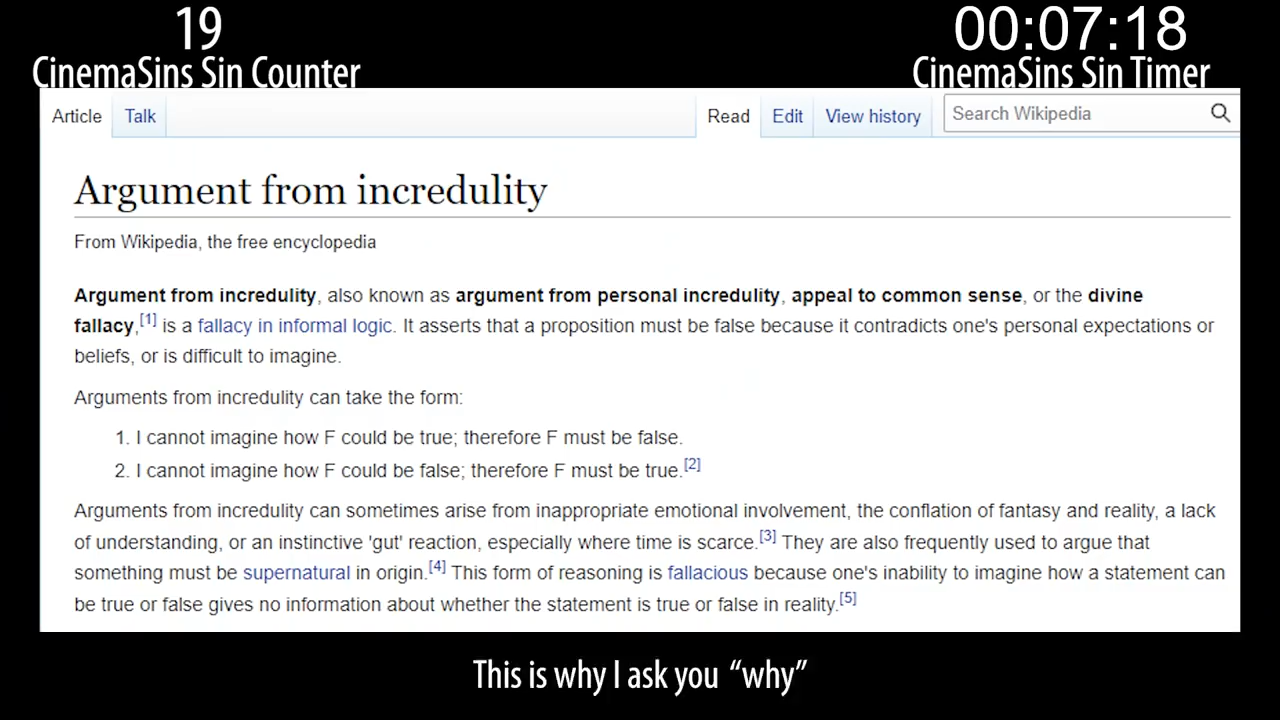 19
00:07:18
CinemaSins Sin Counter
CinemaSins Sin Timer
Article
Talk
Read
Edit
View history
Search Wikipedia
Argument from incredulity
From Wikipedia, the free encyclopedia
Argument from incredulity, also known as argument from personal incredulity, appeal to common sense, or the divine
fallacy,[1] is a fallacy in informal logic. It asserts that a proposition must be false because it contradicts one's personal expectations or
beliefs, or is difficult to imagine.
Arguments from incredulity can take the form:
1. I cannot imagine how F could be true; therefore F must be false.
2. I cannot imagine how F could be false; therefore F must be true.[2]
Arguments from incredulity can sometimes arise from inappropriate emotional involvement, the conflation of fantasy and reality, a lack
of understanding, or an instinctive 'gut' reaction, especially where time is scarce.[3] They are also frequently used to argue that
something must be supernatural in origin.[4] This form of reasoning is fallacious because one's inability to imagine how a statement can
be true or false gives no information about whether the statement is true or false in reality.[5]
This is why I ask you “why”